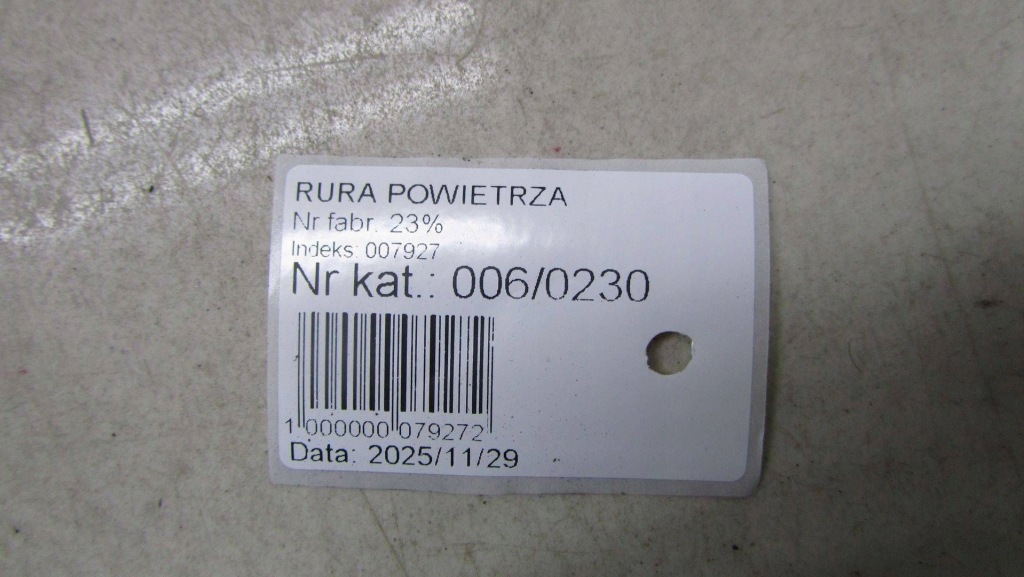 RURA POWIETRZA
Nr fabr. 23%
Indeks: 007927
Nr kat.: 006/0230
1 000000 079272
Data: 2025/11/29